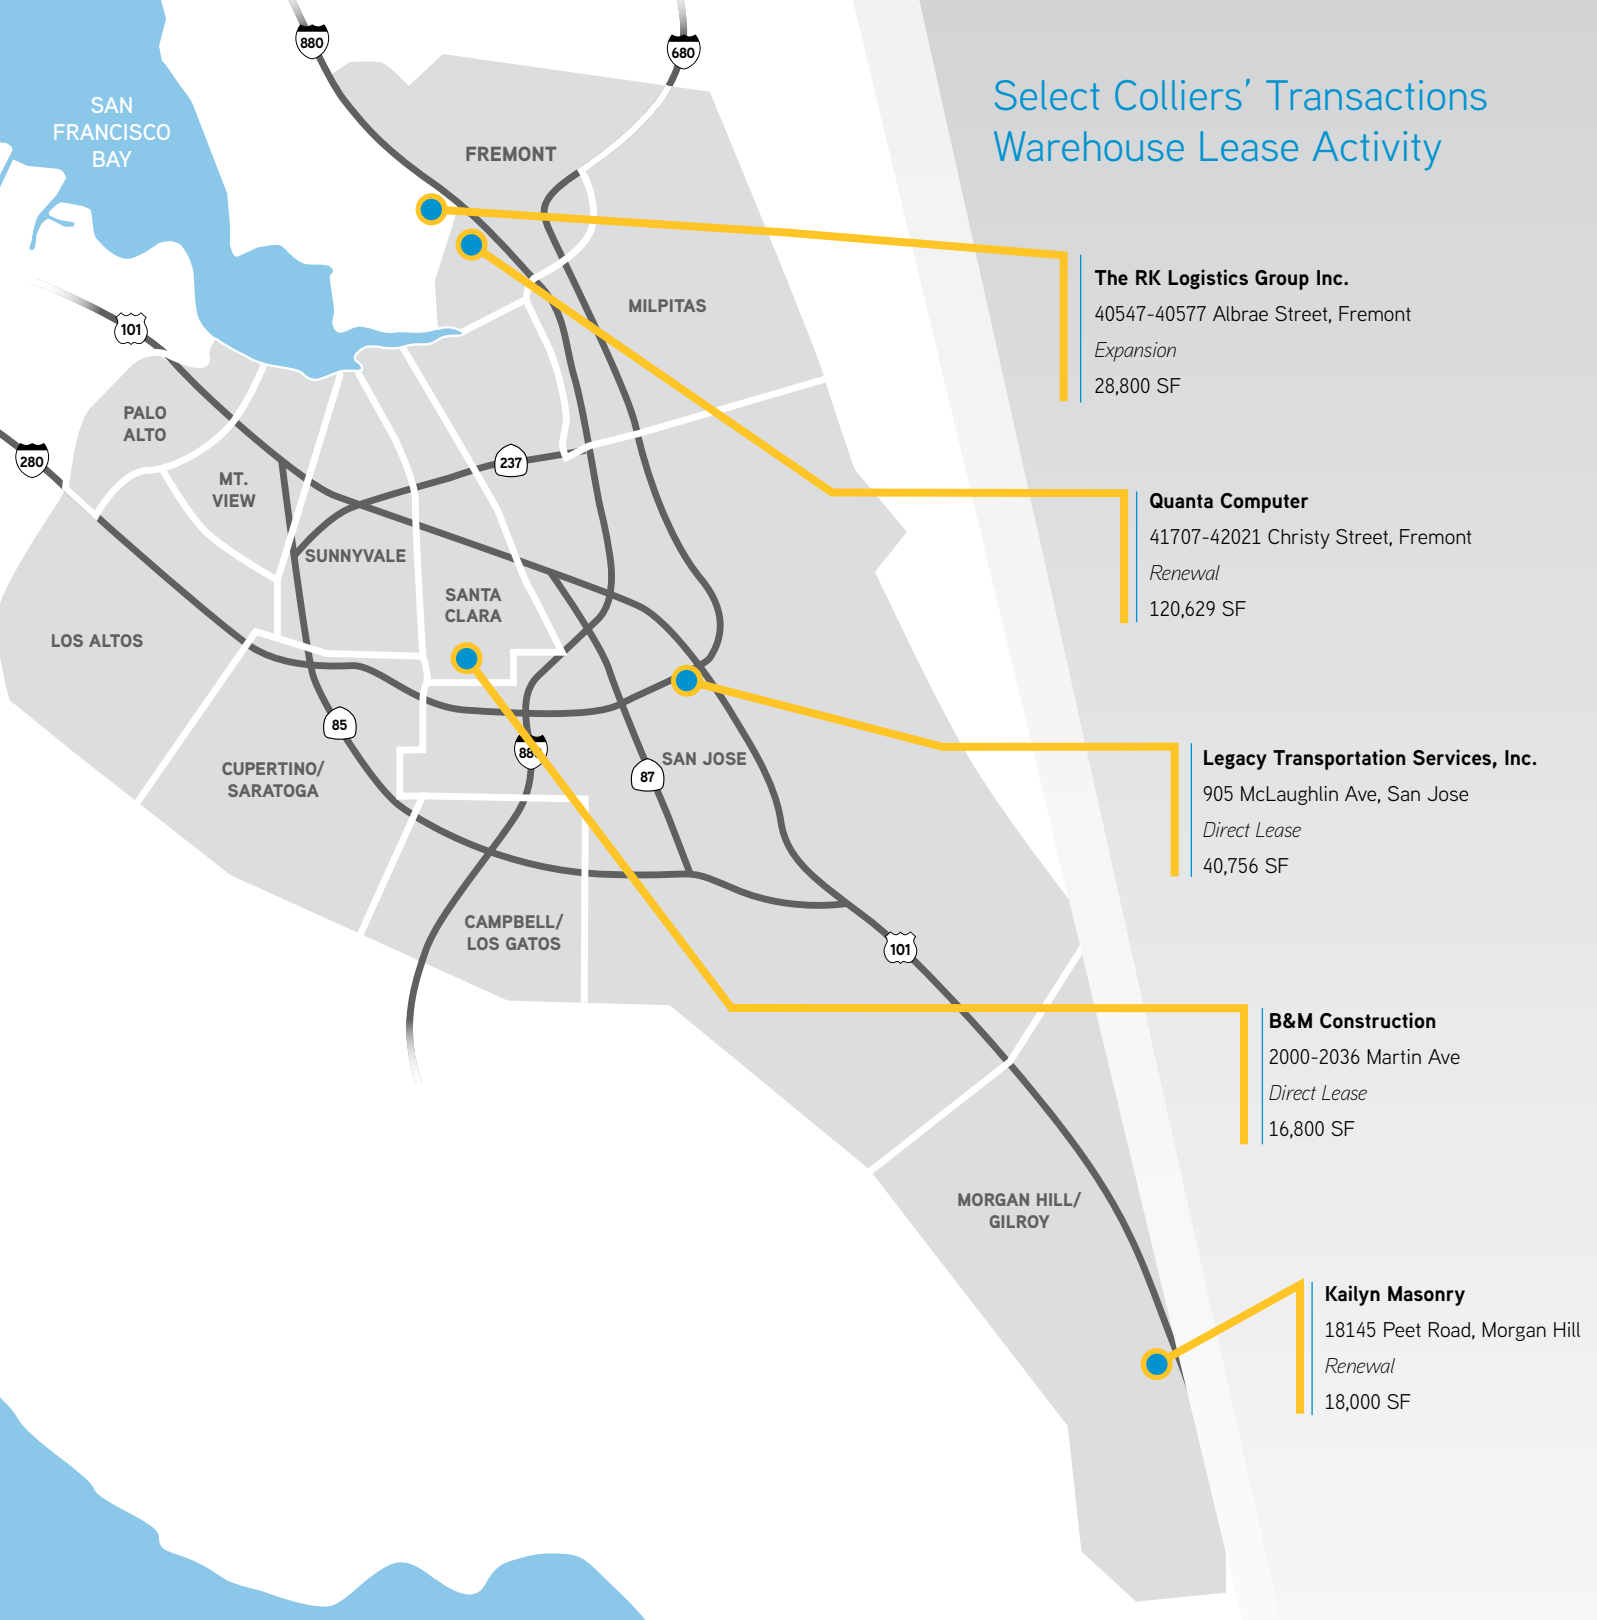 Select Colliers’ Transactions
Warehouse Lease Activity
880
680
SAN
FRANCISCO
BAY
FREMONT
MILPITAS
101
PALO
ALTO
280
237
MT.
VIEW
SUNNYVALE
SANTA
CLARA
LOS ALTOS
85
88
87
SAN JOSE
CUPERTINO/
SARATOGA
CAMPBELL/
LOS GATOS
101
MORGAN HILL/
GILROY
The RK Logistics Group Inc.
40547-40577 Albrae Street, Fremont
Expansion
28,800 SF
Quanta Computer
41707-42021 Christy Street, Fremont
Renewal
120,629 SF
Legacy Transportation Services, Inc.
905 McLaughlin Ave, San Jose
Direct Lease
40,756 SF
B&M Construction
2000-2036 Martin Ave
Direct Lease
16,800 SF
Kailyn Masonry
18145 Peet Road, Morgan Hill
Renewal
18,000 SF